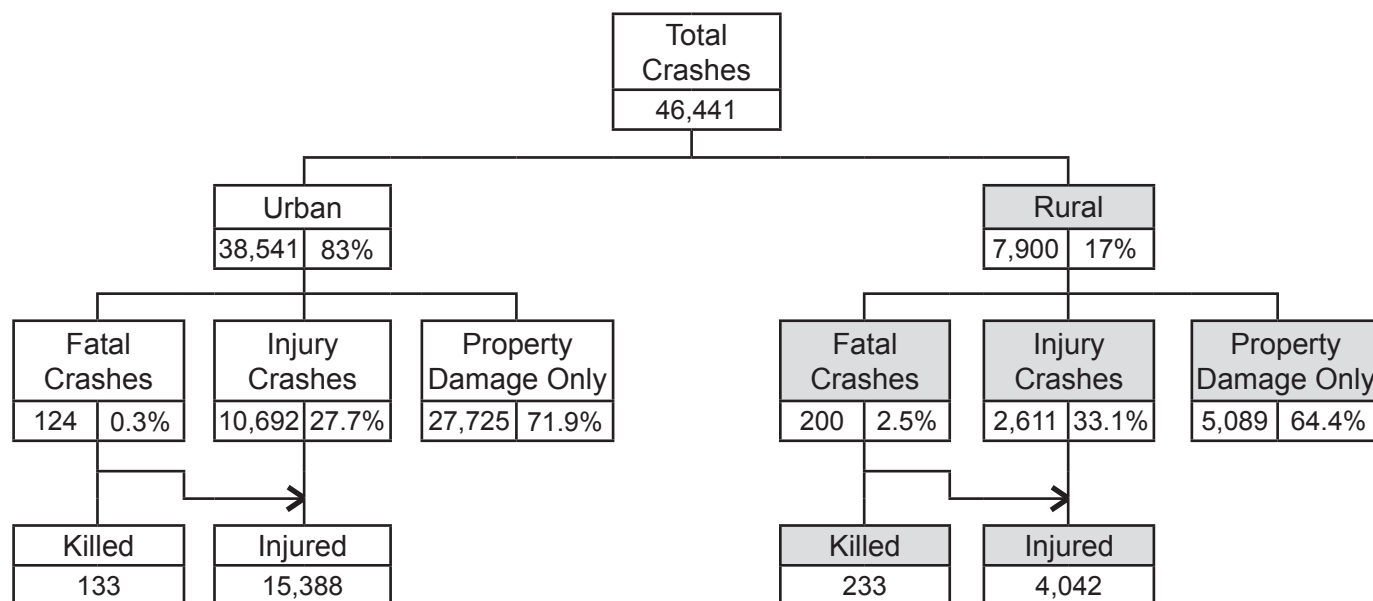 Total
Crashes
46,441
Urban
Rural
38,541 83%
7,900 17%
Fatal
Crashes
Injury
Crashes
Property
Damage Only
Fatal
Crashes
Injury
Crashes
Property
Damage Only
124 0.3%
10,692 27.7%
27,725 71.9%
200 2.5%
2,611 33.1%
5,089 64.4%
Killed
Injured
Killed
Injured
133
15,388
233
4,042